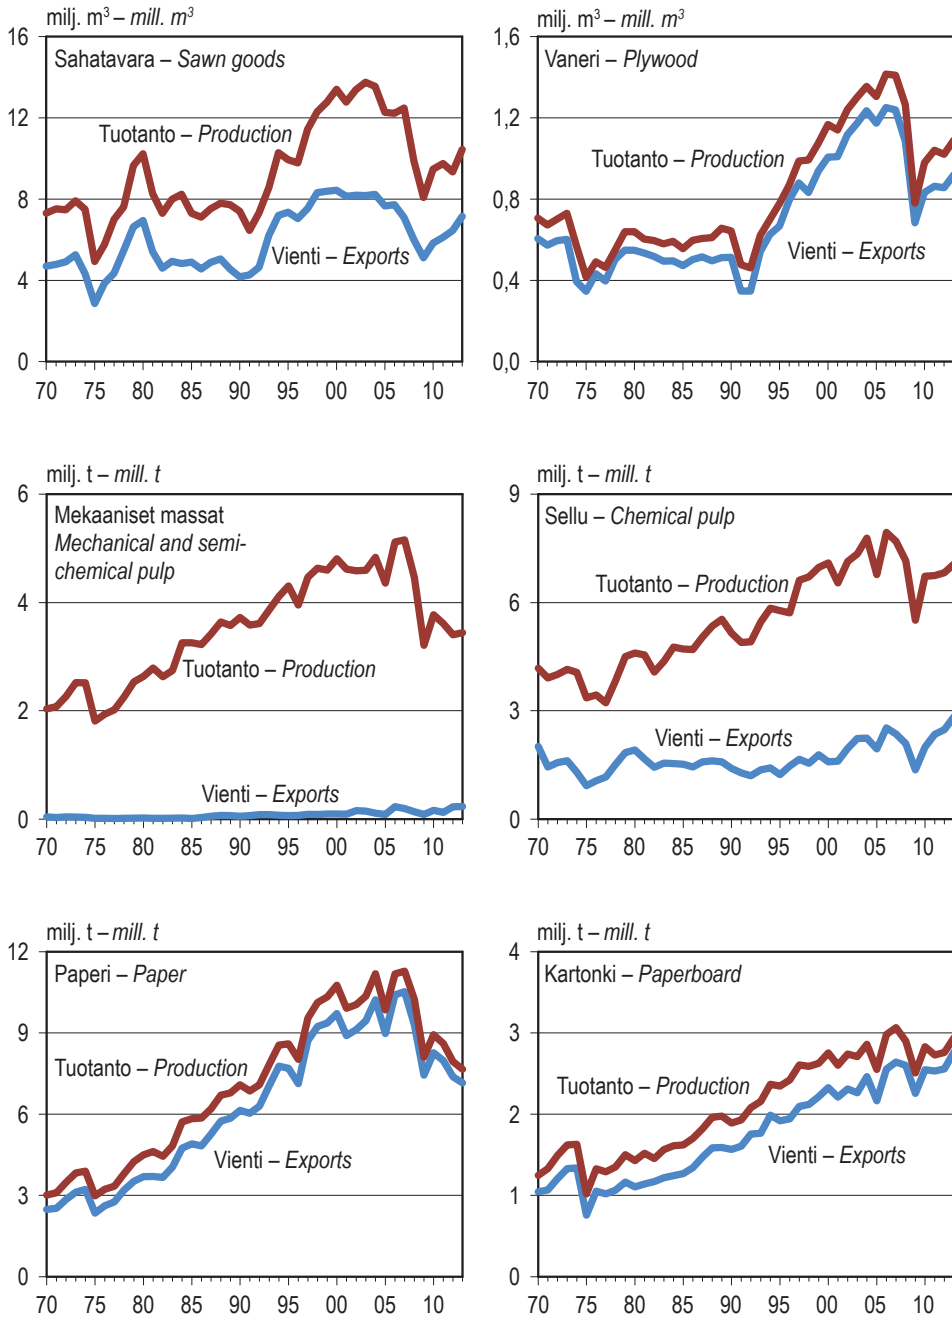 milj. m³ – mill. m³
16
Sahatavara – Sawn goods
12
Tuotanto – Production
8
Vienti – Exports
4
0
70 75 80 85 90 95 00 05 10
milj. m³ – mill. m³
1,6
Vaneri – Plywood
1,2
Tuotanto – Production
0,8
Vienti – Exports
0,4
0,0
70 75 80 85 90 95 00 05 10
milj. t – mill. t
6
Mekaaniset massat
Mechanical and semi-
chemical pulp
4
Tuotanto – Production
2
Vienti – Exports
0
70 75 80 85 90 95 00 05 10
milj. t – mill. t
9
Sellu – Chemical pulp
Tuotanto – Production
6
3
Vienti – Exports
0
70 75 80 85 90 95 00 05 10
milj. t – mill. t
12
Paperi – Paper
9
Tuotanto – Production
6
Vienti – Exports
3
0
70 75 80 85 90 95 00 05 10
milj. t – mill. t
4
Kartonki – Paperboard
3
Tuotanto – Production
2
Vienti – Exports
1
0
70 75 80 85 90 95 00 05 10